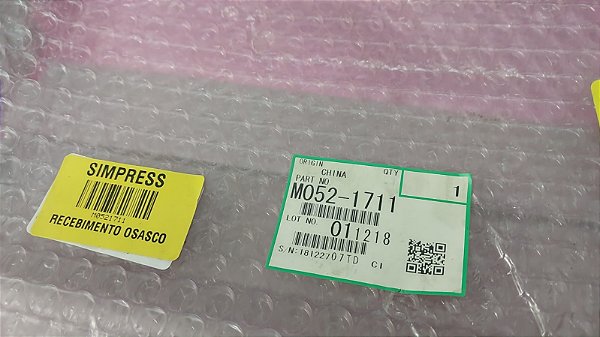 SIMPRESS
M0521711
RECEBIMENTO OSASCO
ORIGIN
CHINA
QTY
1
PART NO
M052-1711
LOT NO.
011218
S/N:18122707TD
CI